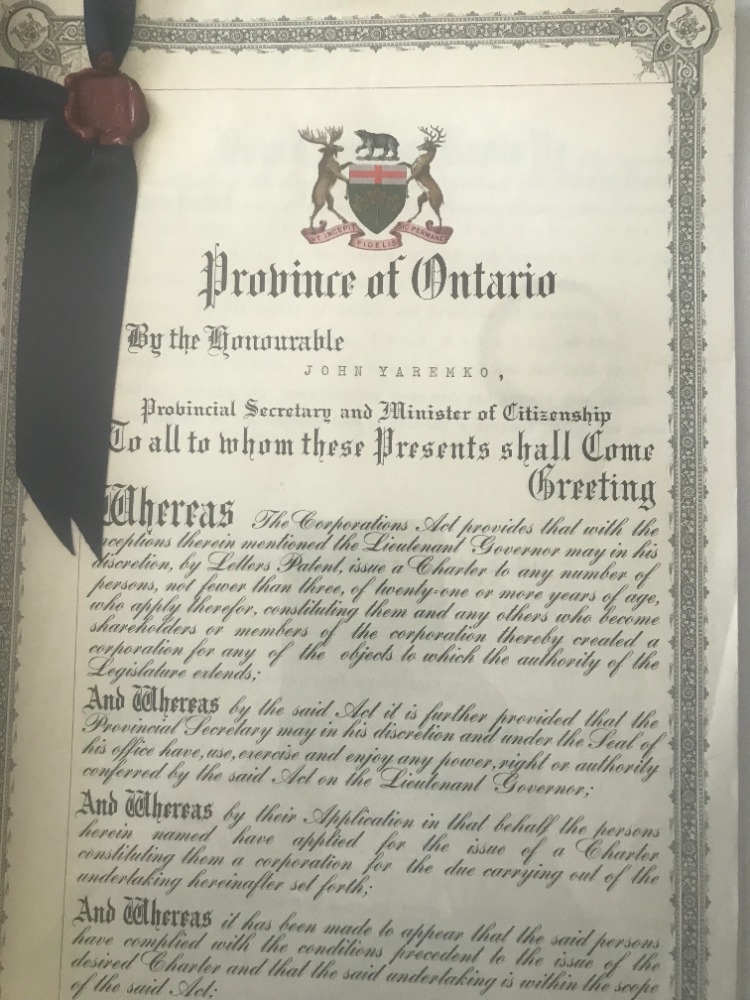 UT INCEPIT FIDELIS SIC PERMANET
Province of Ontario
By the Honourable
JOHN YAREMKO,
Provincial Secretary and Minister of Citizenship
To all to whom these Presents shall Come
Greeting
Whereas The Corporations Act provides that with the
exceptions therein mentioned the Lieutenant Governor may in his
discretion, by Letters Patent, issue a Charter to any number of
persons, not fewer than three, of twenty-one or more years of age,
who apply therefor, constituting them and any others who become
shareholders or members of the corporation thereby created a
corporation for any of the objects to which the authority of the
Legislature extends;
And Whereas by the said Act it is further provided that the
Provincial Secretary may in his discretion and under the Seal of
his office have, use, exercise and enjoy any power, right or authority
conferred by the said Act on the Lieutenant Governor;
And Whereas by their Application in that behalf the persons
herein named have applied for the issue of a Charter
constituting them a corporation for the due carrying out of the
undertaking hereinafter set forth;
And Whereas it has been made to appear that the said persons
have complied with the conditions precedent to the issue of the
desired Charter and that the said undertaking is within the scope
of the said Act;